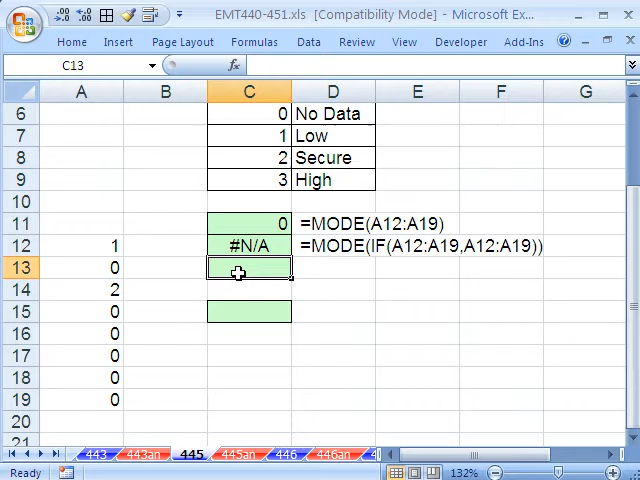 EMT440-451.xls [Compatibility Mode] - Microsoft Ex...
Home Insert Page Layout Formulas Data Review View Developer Add-Ins
C13 fx
A B C D E F G
6 0 No Data
7 1 Low
8 2 Secure
9 3 High
10
11 0 =MODE(A12:A19)
12 1 #N/A =MODE(IF(A12:A19,A12:A19))
13 0
14 2
15 0
16 0
17 0
18 0
19 0
20
21
443 443an 445 445an 446 446an 4
Ready 132%